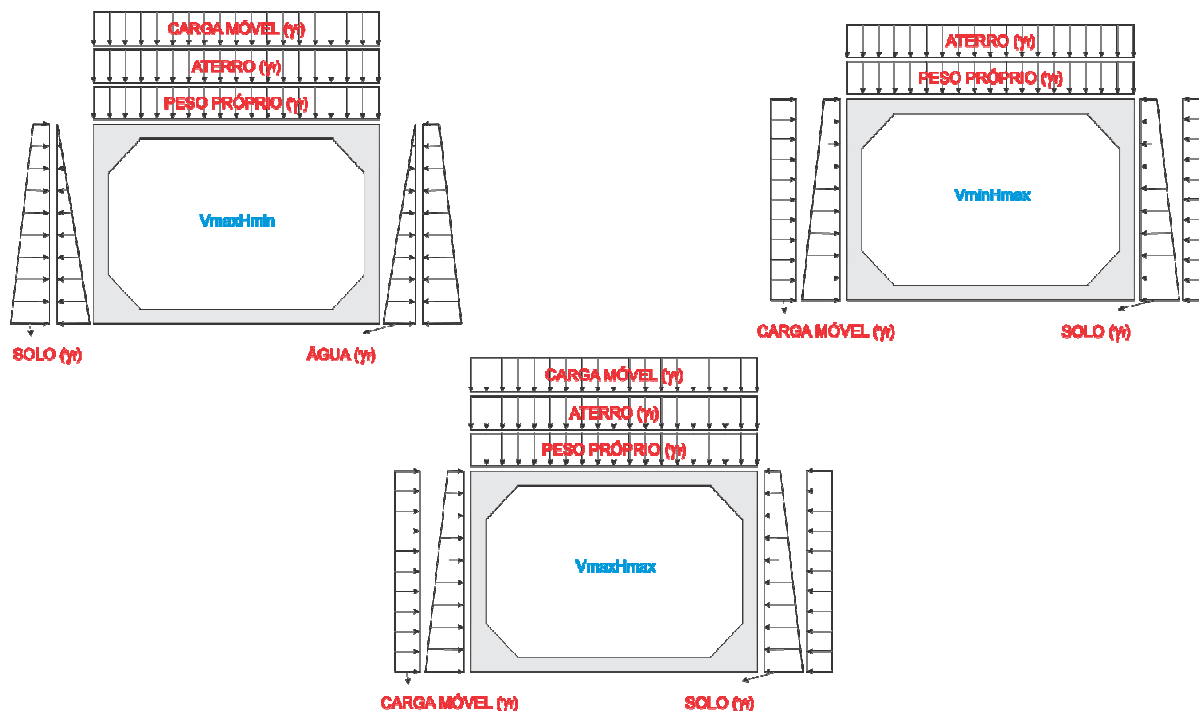 CARGA MÓVEL (γf)
ATERRO (γf)
PESO PRÓPRIO (γf)
VmaxHmin
SOLO (γf)
ÁGUA (γf)
ATERRO (γf)
PESO PRÓPRIO (γf)
VminHmax
CARGA MÓVEL (γf)
SOLO (γf)
CARGA MÓVEL (γf)
ATERRO (γf)
PESO PRÓPRIO (γf)
VmaxHmax
CARGA MÓVEL (γf)
SOLO (γf)